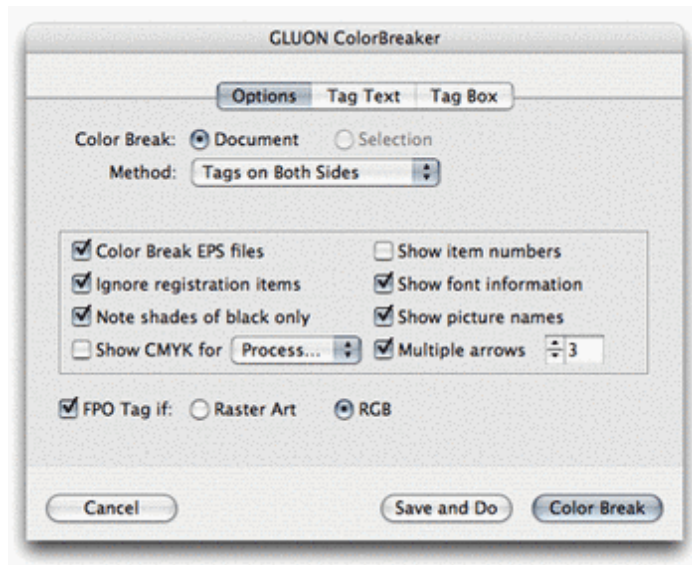 GLUON ColorBreaker
Options Tag Text Tag Box
Color Break: Document Selection
Method: Tags on Both Sides
Color Break EPS files Show item numbers
Ignore registration items Show font information
Note shades of black only Show picture names
Show CMYK for Process... Multiple arrows 3
FPO Tag if: Raster Art RGB
Cancel Save and Do Color Break